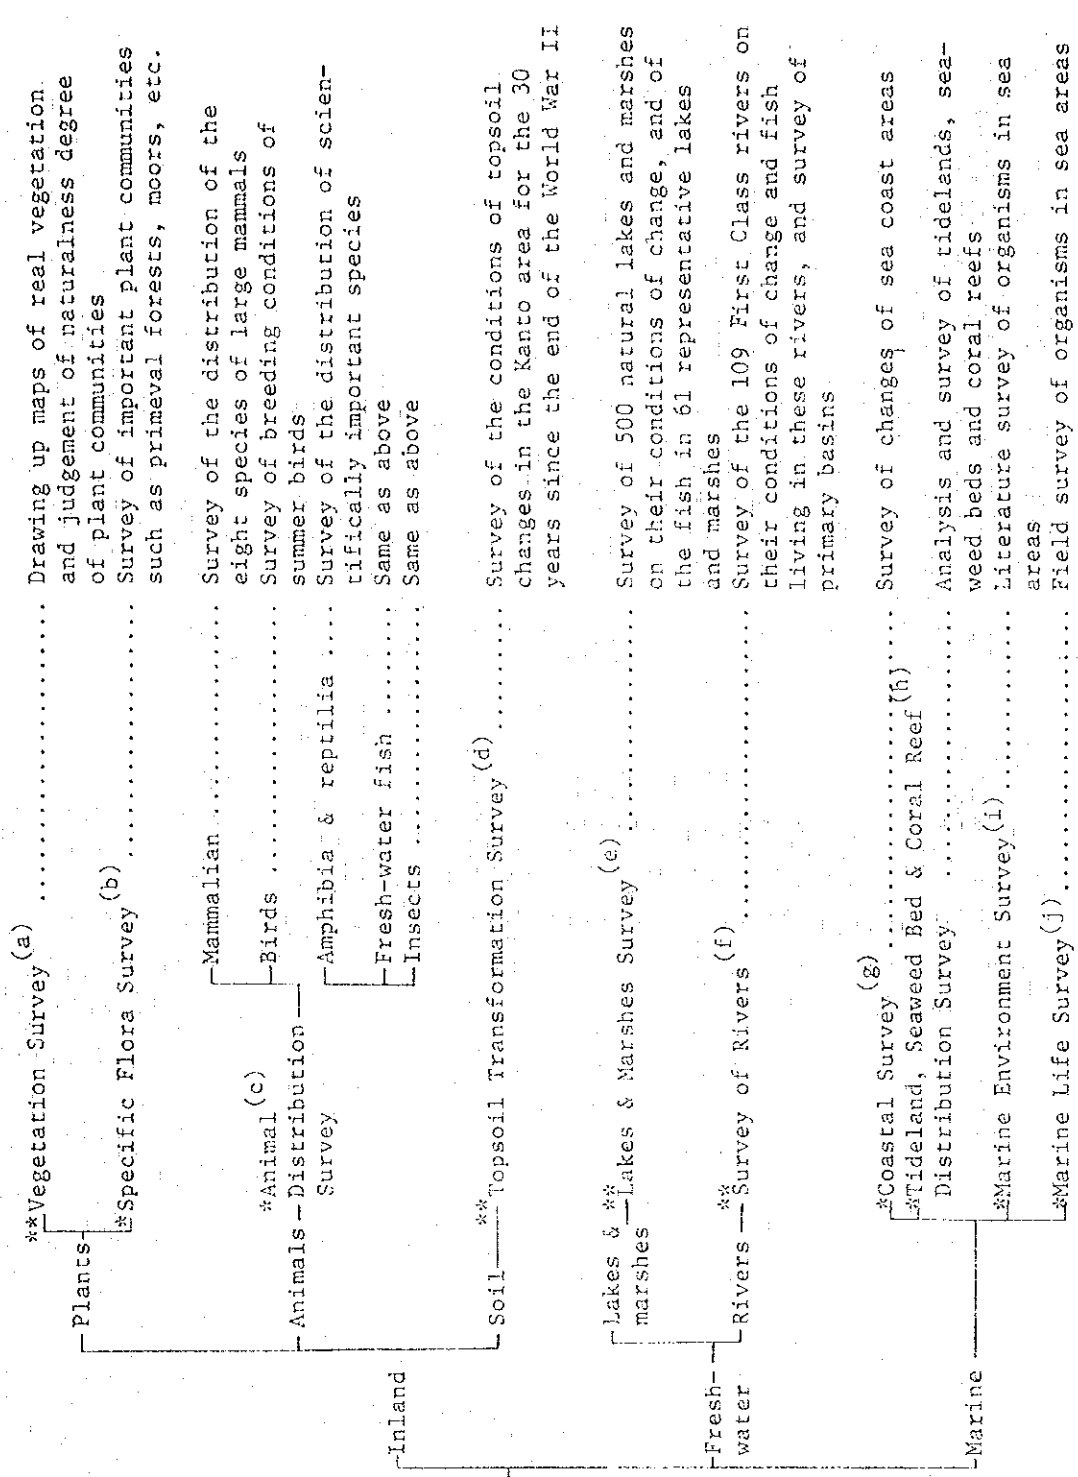 **Vegetation Survey(a) .......... Drawing up maps of real vegetation
and judgement of naturalness degree
of plant communities
Plants
*Specific Flora Survey(b) .......... Survey of important plant communities
such as primeval forests, moors, etc.
Mammalian .......... Survey of the distribution of the
eight species of large mammals
Birds .......... Survey of breeding conditions of
summer birds
*Animal(c)
Animals — Distribution
Survey
Amphibia & reptilia .... Survey of the distribution of scien-
tifically important species
Fresh-water fish ....... Same as above
Insects .......... Same as above
Inland
Soil — **Topsoil Transformation Survey(d) .......... Survey of the conditions of topsoil
changes in the Kanto area for the 30
years since the end of the World War II
Lakes & marshes — **Lakes & Marshes Survey(e) .......... Survey of 500 natural lakes and marshes
on their conditions of change, and of
the fish in 61 representative lakes
and marshes
Fresh-
water
Rivers — **Survey of Rivers(f) .......... Survey of the 109 First Class rivers on
their conditions of change and fish
living in these rivers, and survey of
primary basins
*Coastal Survey(g) .......... Survey of changes of sea coast areas
*Tideland, Seaweed Bed & Coral Reef(h)
Distribution Survey .......... Analysis and survey of tidelands, sea-
weed beds and coral reefs
Marine
*Marine Environment Survey(i) .......... Literature survey of organisms in sea
areas
*Marine Life Survey(j) .......... Field survey of organisms in sea areas